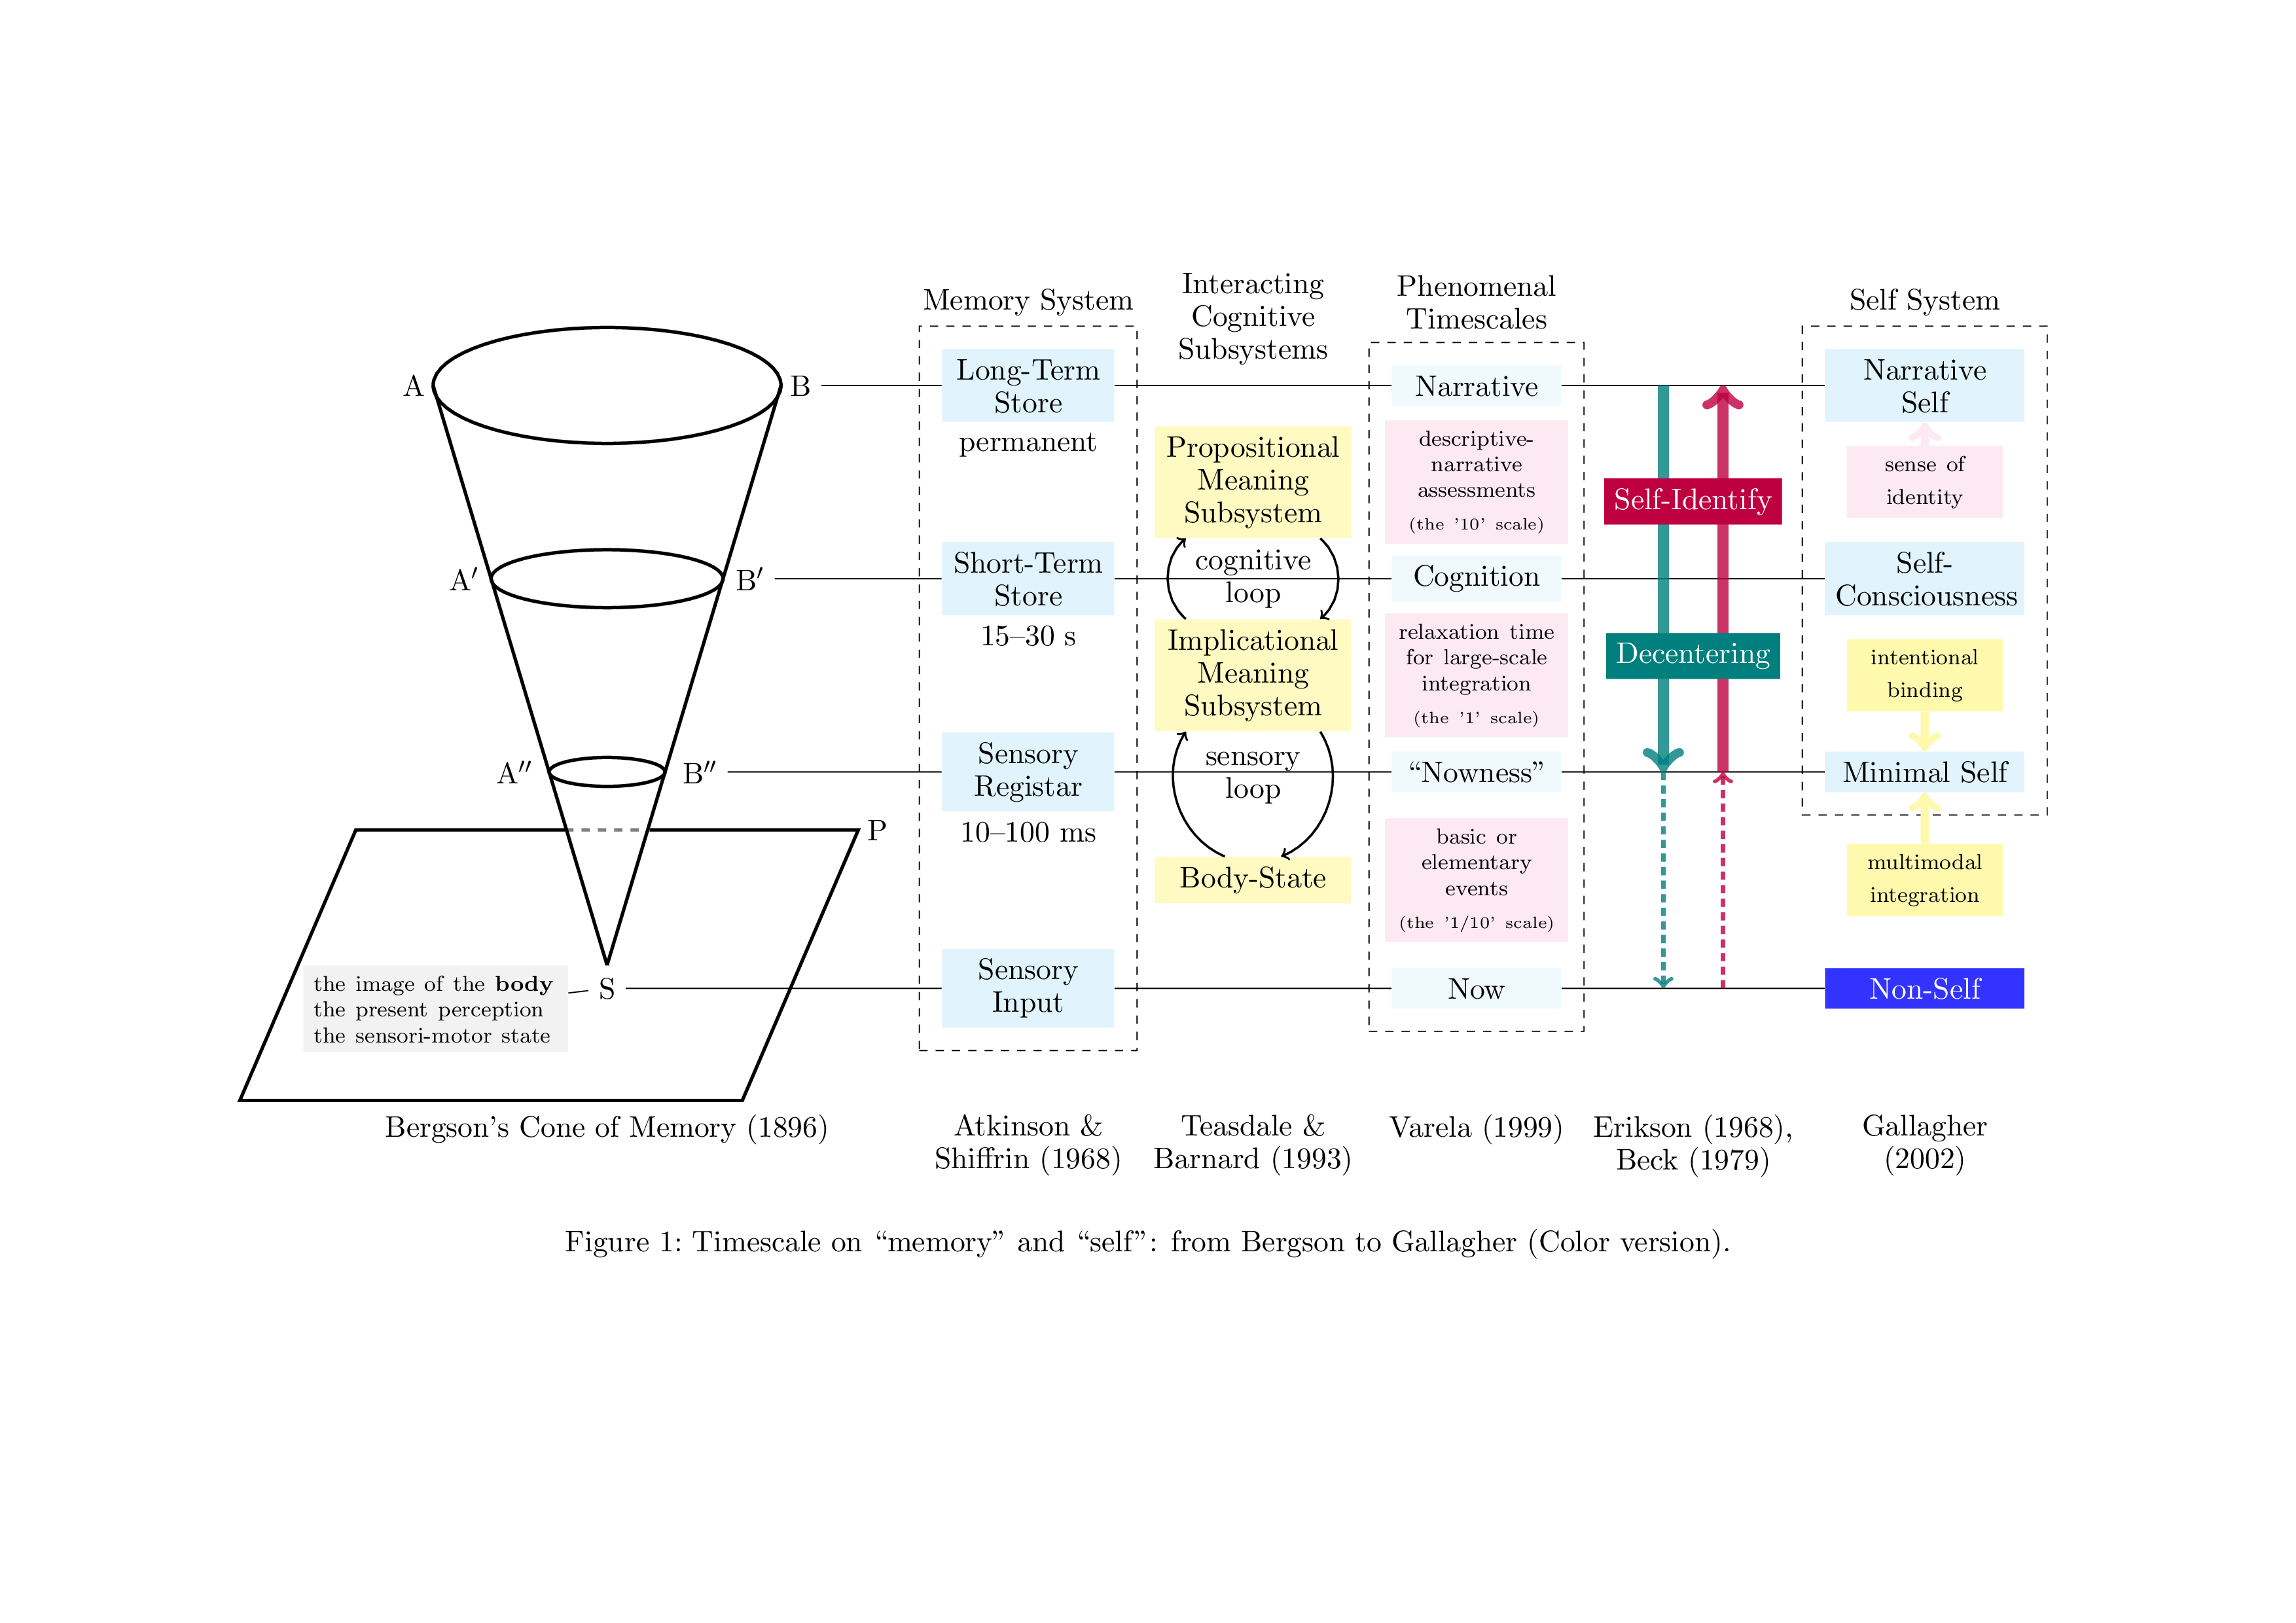 Memory System
Interacting
Cognitive
Subsystems
Phenomenal
Timescales
Self System
A
B
Long-Term
Store
permanent
Narrative
Narrative
Self
Propositional
Meaning
Subsystem
descriptive-
narrative
assessments
(the '10' scale)
Self-Identify
sense of
identity
A′
B′
Short-Term
Store
15–30 s
cognitive
loop
Cognition
Self-
Consciousness
Implicational
Meaning
Subsystem
relaxation time
for large-scale
integration
(the '1' scale)
Decentering
intentional
binding
A″
B″
Sensory
Registar
10–100 ms
sensory
loop
“Nowness”
Minimal Self
P
Body-State
basic or
elementary
events
(the '1/10' scale)
multimodal
integration
the image of the body
the present perception
the sensori-motor state
S
Sensory
Input
Now
Non-Self
Bergson's Cone of Memory (1896)
Atkinson &
Shiffrin (1968)
Teasdale &
Barnard (1993)
Varela (1999)
Erikson (1968),
Beck (1979)
Gallagher
(2002)
Figure 1: Timescale on “memory” and “self”: from Bergson to Gallagher (Color version).